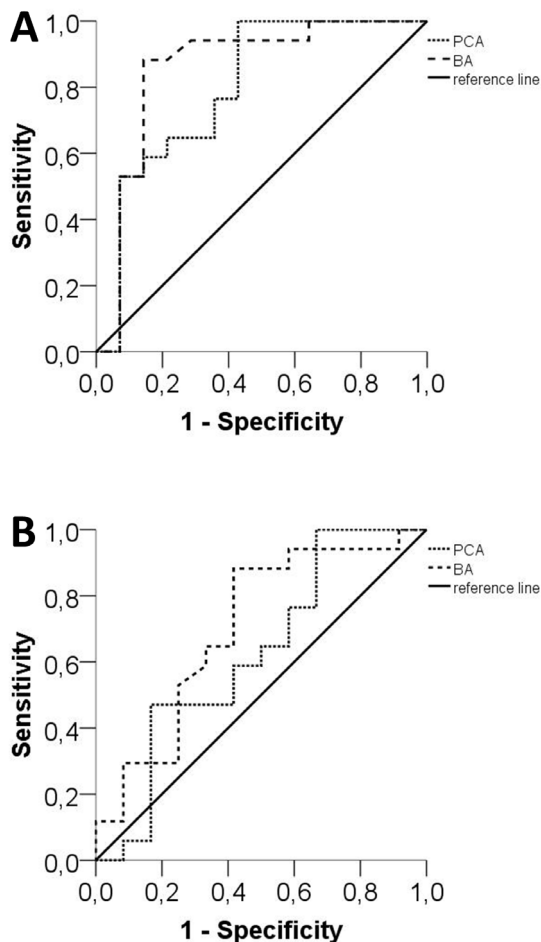 A
1,0
0,8
0,6
0,4
0,2
0,0
Sensitivity
0,0 0,2 0,4 0,6 0,8 1,0
1 - Specificity
PCA
BA
reference line
B
1,0
0,8
0,6
0,4
0,2
0,0
Sensitivity
0,0 0,2 0,4 0,6 0,8 1,0
1 - Specificity
PCA
BA
reference line